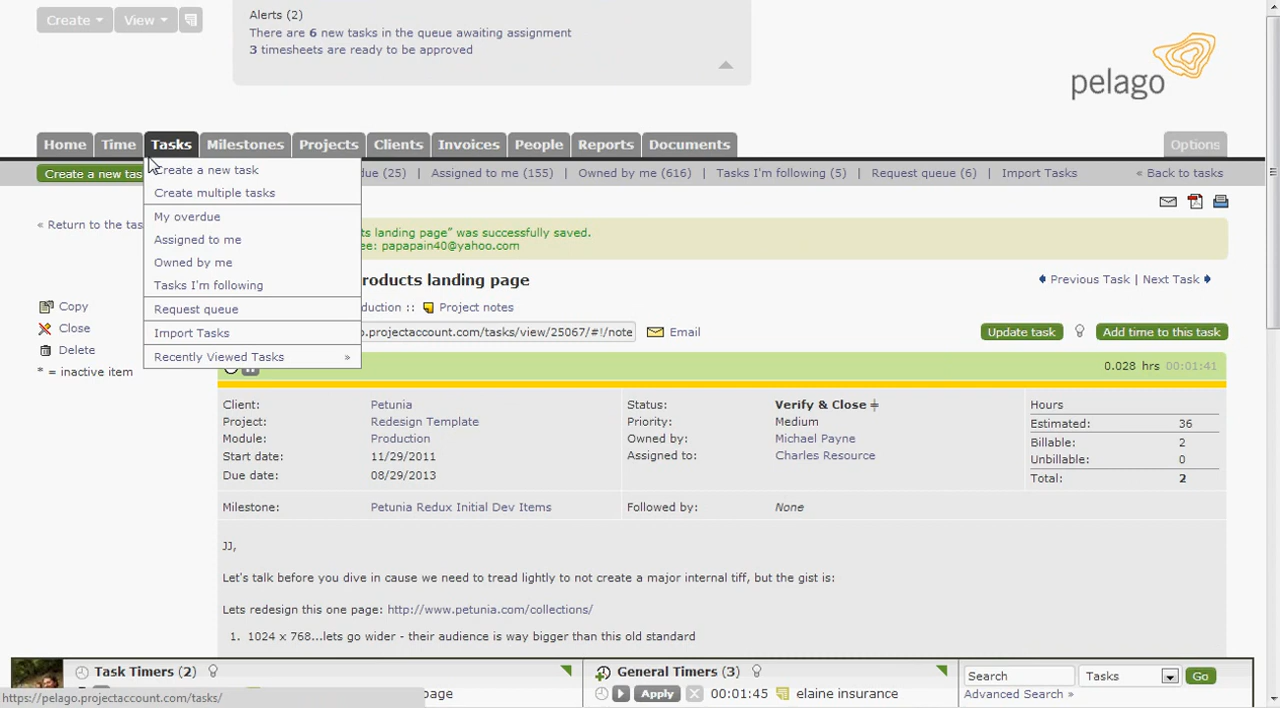 Create View
Alerts (2)
There are 6 new tasks in the queue awaiting assignment
3 timesheets are ready to be approved
pelago
Home Time Tasks Milestones Projects Clients Invoices People Reports Documents Options
Create a new tas
ue (25) | Assigned to me (155) | Owned by me (616) | Tasks I'm following (5) | Request queue (6) | Import Tasks « Back to tasks
Create a new task
Create multiple tasks
My overdue
Assigned to me
Owned by me
Tasks I'm following
Request queue
Import Tasks
Recently Viewed Tasks »
« Return to the tas
ts landing page" was successfully saved.
ee: papapain40@yahoo.com
roducts landing page
Previous Task | Next Task
duction :: Project notes
Copy
Close
Delete
* = inactive item
o.projectaccount.com/tasks/view/25067/#!/note Email Update task Add time to this task
0.028 hrs 00:01:41
Client: Petunia
Project: Redesign Template
Module: Production
Start date: 11/29/2011
Due date: 08/29/2013
Milestone: Petunia Redux Initial Dev Items
Status: Verify & Close
Priority: Medium
Owned by: Michael Payne
Assigned to: Charles Resource
Followed by: None
Hours
Estimated: 36
Billable: 2
Unbillable: 0
Total: 2
JJ,
Let's talk before you dive in cause we need to tread lightly to not create a major internal tiff, but the gist is:
Lets redesign this one page: http://www.petunia.com/collections/
1. 1024 x 768...lets go wider - their audience is way bigger than this old standard
Task Timers (2)
page
General Timers (3)
Apply 00:01:45 elaine insurance
Search Tasks Go
Advanced Search »
https://pelago.projectaccount.com/tasks/